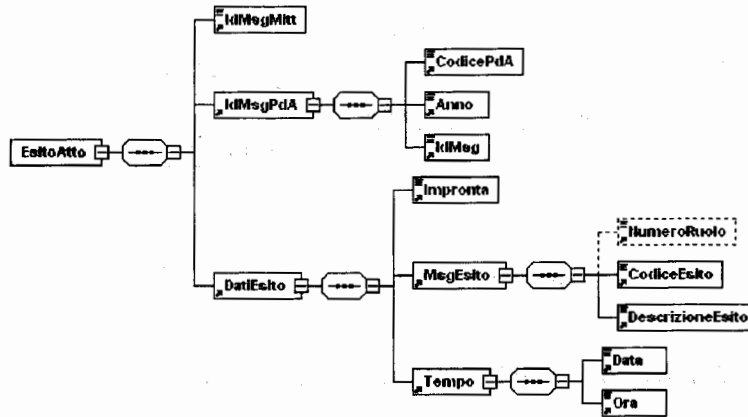 IdMsgMitt
CodicePdA
IdMsgPdA
Anno
EsitoAtto
IdMsg
Impronta
NumeroRuolo
DatiEsito
MsgEsito
CodiceEsito
DescrizioneEsito
Tempo
Data
Ora